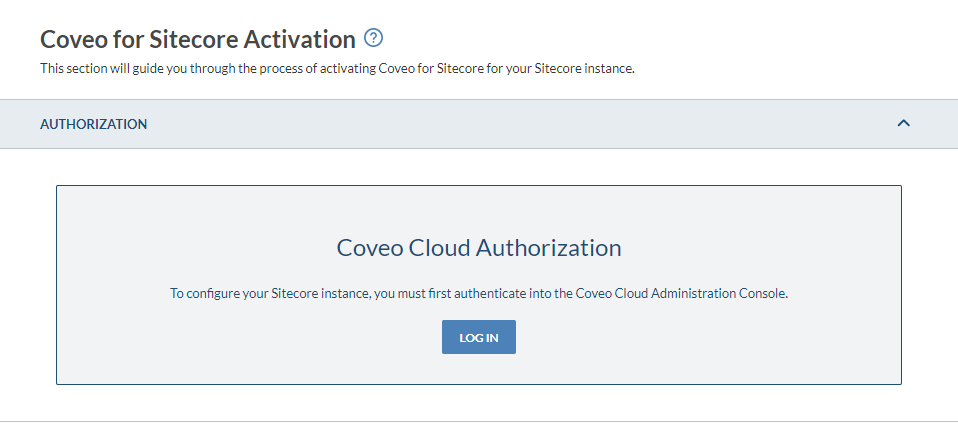 Coveo for Sitecore Activation ?
This section will guide you through the process of activating Coveo for Sitecore for your Sitecore instance.
AUTHORIZATION
Coveo Cloud Authorization
To configure your Sitecore instance, you must first authenticate into the Coveo Cloud Administration Console.
LOG IN